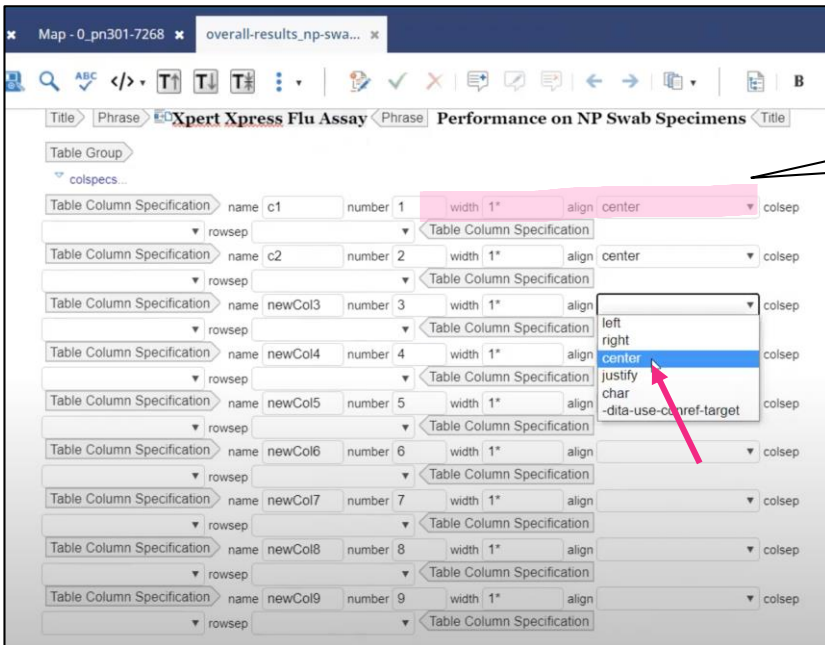 Map - 0_pn301-7268 × overall-results_np-swa... ×
ABC </> T T T B
Title Phrase Xpert Xpress Flu Assay Phrase Performance on NP Swab Specimens Title
Table Group
colspecs...
Table Column Specification name c1 number 1 width 1* align center colsep
rowsep Table Column Specification
Table Column Specification name c2 number 2 width 1* align center colsep
rowsep Table Column Specification
Table Column Specification name newCol3 number 3 width 1* align colsep
rowsep Table Column Specification left
right
Table Column Specification name newCol4 number 4 width 1* center colsep
rowsep Table Column Specification justify
char
Table Column Specification name newCol5 number 5 width 1* -dita-use-conref-target colsep
rowsep Table Column Specification
Table Column Specification name newCol6 number 6 width 1* align colsep
rowsep Table Column Specification
Table Column Specification name newCol7 number 7 width 1* align colsep
rowsep Table Column Specification
Table Column Specification name newCol8 number 8 width 1* align colsep
rowsep Table Column Specification
Table Column Specification name newCol9 number 9 width 1* align colsep
rowsep Table Column Specification